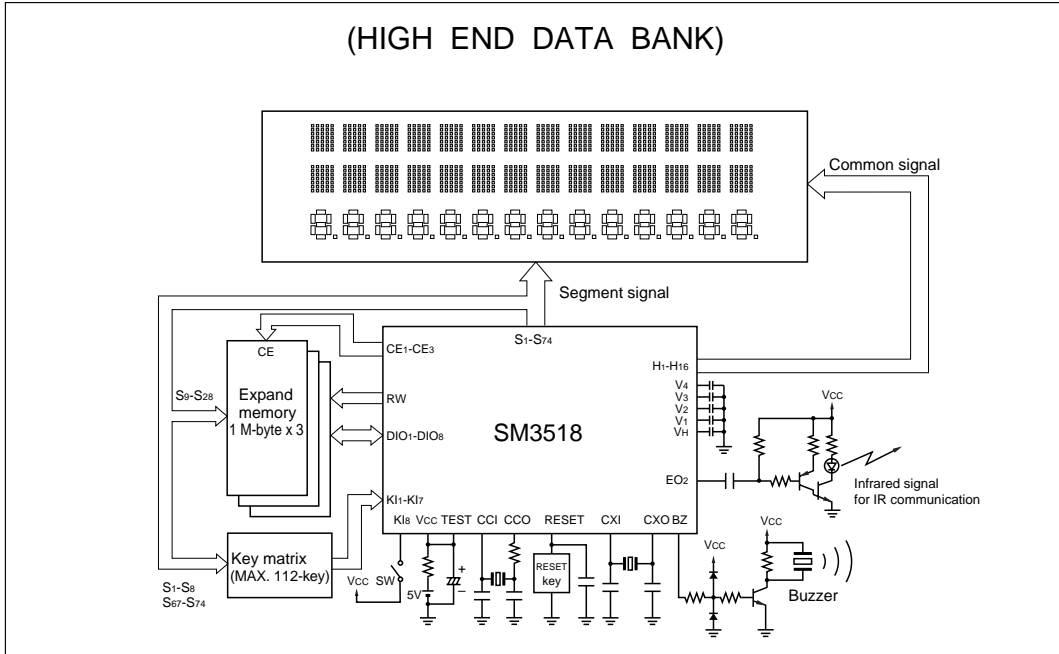 (HIGH END DATA BANK)
Common signal
Segment signal
S1-S74
CE
CE1-CE3
H1-H16
S9-S28
Expand
memory
1 M-byte x 3
RW
DIO1-DIO8
SM3518
V4
V3
V2
V1
VH
VCC
EO2
Infrared signal
for IR communication
KI1-KI7
KI8 VCC TEST CCI CCO RESET CXI CXO BZ
Key matrix
(MAX. 112-key)
S1-S8
S67-S74
VCC
SW
5V
+
–
RESET
key
VCC
VCC
Buzzer